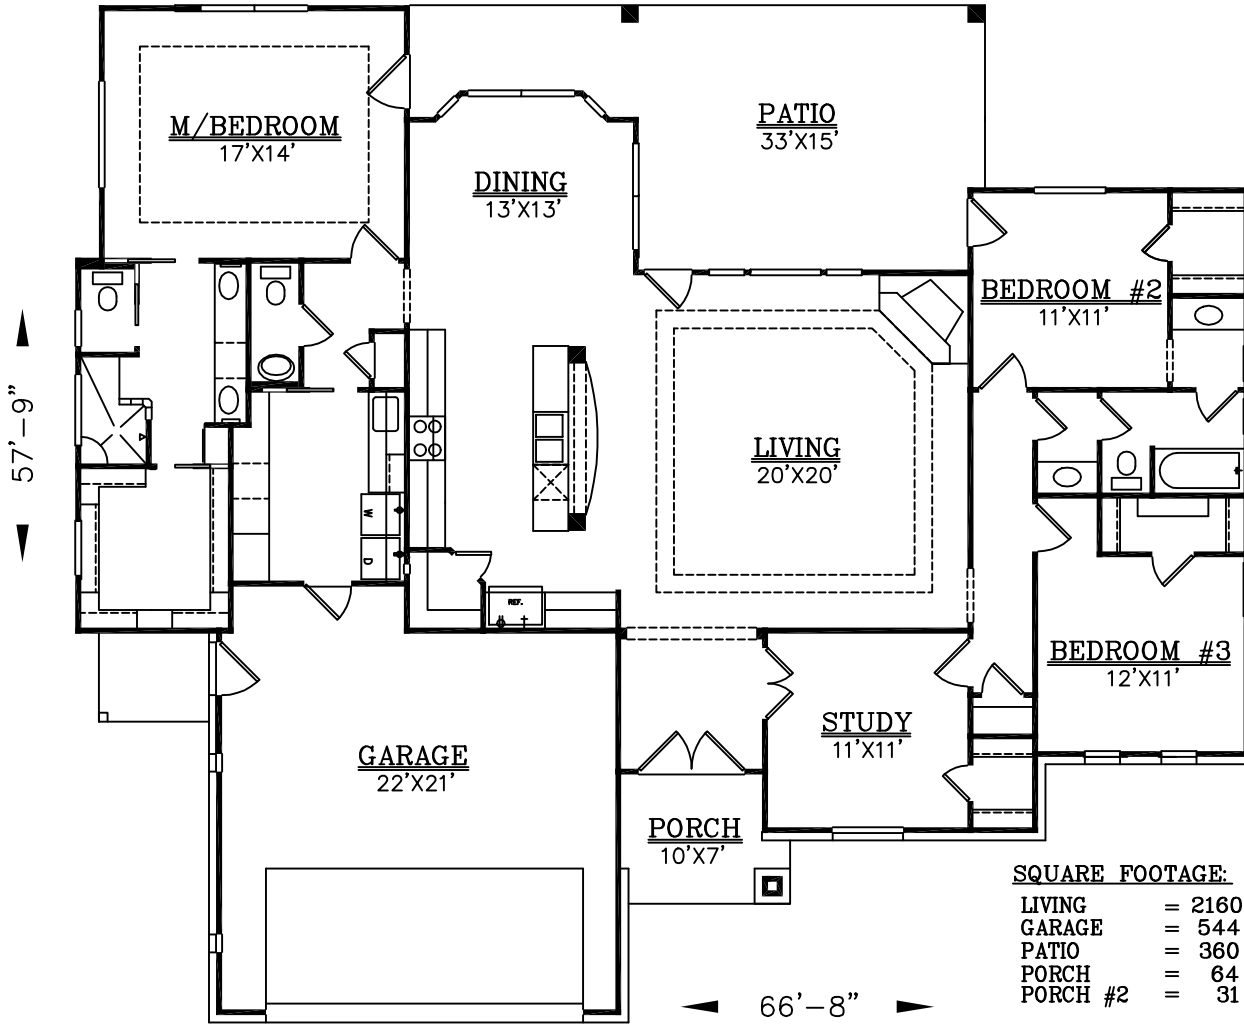 M/BEDROOM
17'X14'
PATIO
33'X15'
DINING
13'X13'
BEDROOM #2
11'X11'
57'-9"
LIVING
20'X20'
W
D
REF.
BEDROOM #3
12'X11'
STUDY
11'X11'
GARAGE
22'X21'
PORCH
10'X7'
SQUARE FOOTAGE:
LIVING = 2160
GARAGE = 544
PATIO = 360
PORCH = 64
PORCH #2 = 31
66'-8"